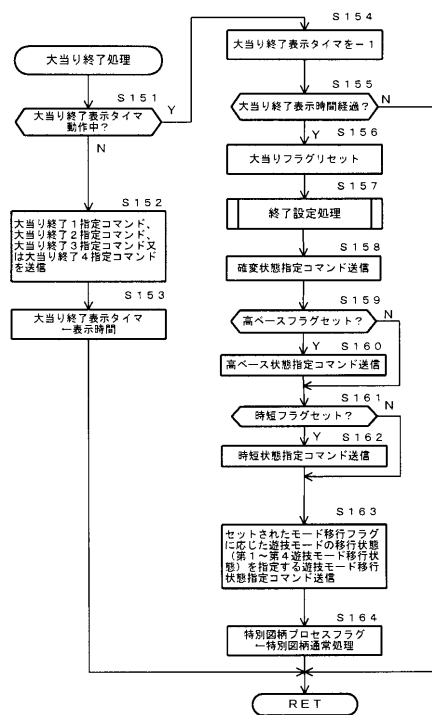 大当り終了処理
S151
大当り終了表示タイマ
動作中?
Y
N
S152
大当り終了1指定コマンド、
大当り終了2指定コマンド、
大当り終了3指定コマンド又
は大当り終了4指定コマンド
を送信
S153
大当り終了表示タイマ
←表示時間
S154
大当り終了表示タイマを-1
S155
大当り終了表示時間経過?
N
Y
S156
大当りフラグリセット
S157
終了設定処理
S158
確変状態指定コマンド送信
S159
高ベースフラグセット?
N
Y
S160
高ベース状態指定コマンド送信
S161
時短フラグセット?
N
Y
S162
時短状態指定コマンド送信
S163
セットされたモード移行フラグ
に応じた遊技モードの移行状態
(第1~第4遊技モード移行状
態)を指定する遊技モード移行
状態指定コマンド送信
S164
特別図柄プロセスフラグ
←特別図柄通常処理
RET